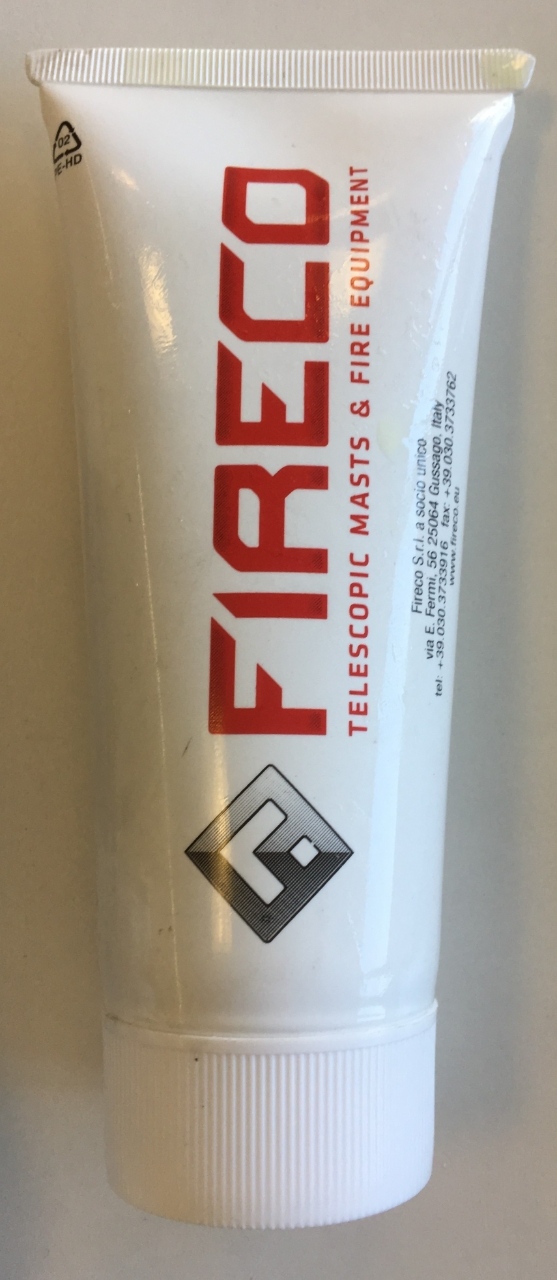 FIRECO
TELESCOPIC MASTS & FIRE EQUIPMENT
Fireco S.r.l. a socio unico
via E. Fermi, 56 25064 Gussago, Italy
tel: +39.030.3733916 fax: +39.030.3733762
www.fireco.eu
02
PE-HD